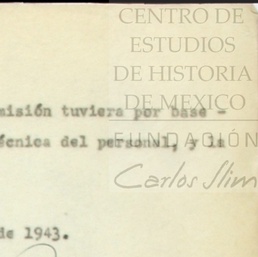 CENTRO DE
ESTUDIOS
DE HISTORIA
DE MEXICO
FUNDACIÓN
Carlos Slim
misión tuviera por base -
écnica del personal, y la
de 1943.